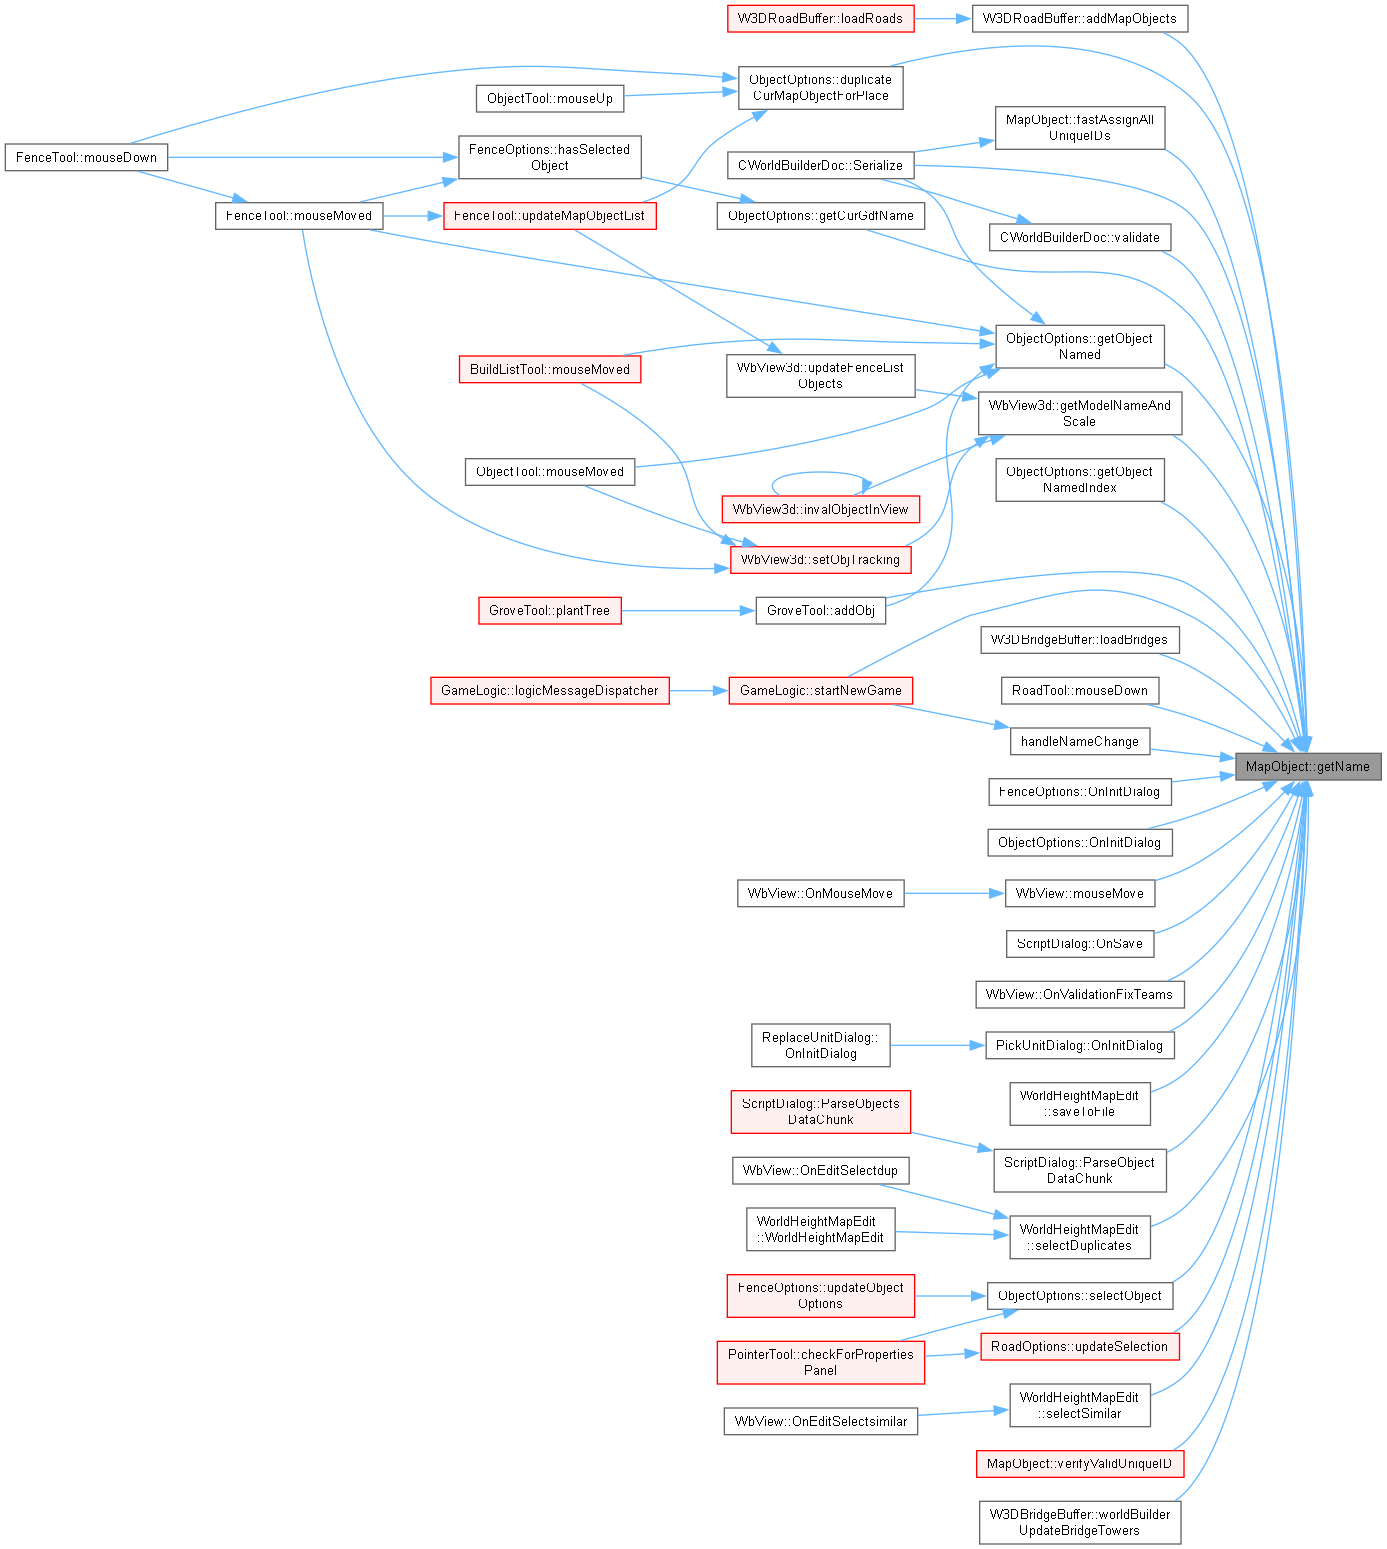 W3DRoadBuffer::loadRoads
W3DRoadBuffer::addMapObjects
ObjectOptions::duplicate
CurMapObjectForPlace
ObjectTool::mouseUp
MapObject::fastAssignAll
UniqueIDs
FenceTool::mouseDown
FenceOptions::hasSelected
Object
CWorldBuilderDoc::Serialize
FenceTool::mouseMoved
FenceTool::updateMapObjectList
ObjectOptions::getCurGdfName
CWorldBuilderDoc::validate
ObjectOptions::getObject
Named
BuildListTool::mouseMoved
WbView3d::updateFenceList
Objects
WbView3d::getModelNameAnd
Scale
ObjectTool::mouseMoved
ObjectOptions::getObject
NamedIndex
WbView3d::invalObjectInView
WbView3d::setObjTracking
GroveTool::plantTree
GroveTool::addObj
W3DBridgeBuffer::loadBridges
GameLogic::logicMessageDispatcher
GameLogic::startNewGame
RoadTool::mouseDown
handleNameChange
MapObject::getName
FenceOptions::OnInitDialog
ObjectOptions::OnInitDialog
WbView::OnMouseMove
WbView::mouseMove
ScriptDialog::OnSave
WbView::OnValidationFixTeams
ReplaceUnitDialog::
OnInitDialog
PickUnitDialog::OnInitDialog
WorldHeightMapEdit
::saveToFile
ScriptDialog::ParseObjects
DataChunk
ScriptDialog::ParseObject
DataChunk
WbView::OnEditSelectdup
WorldHeightMapEdit
::WorldHeightMapEdit
WorldHeightMapEdit
::selectDuplicates
FenceOptions::updateObject
Options
ObjectOptions::selectObject
PointerTool::checkForProperties
Panel
RoadOptions::updateSelection
WorldHeightMapEdit
::selectSimilar
WbView::OnEditSelectsimilar
MapObject::verifyValidUniqueID
W3DBridgeBuffer::worldBuilder
UpdateBridgeTowers